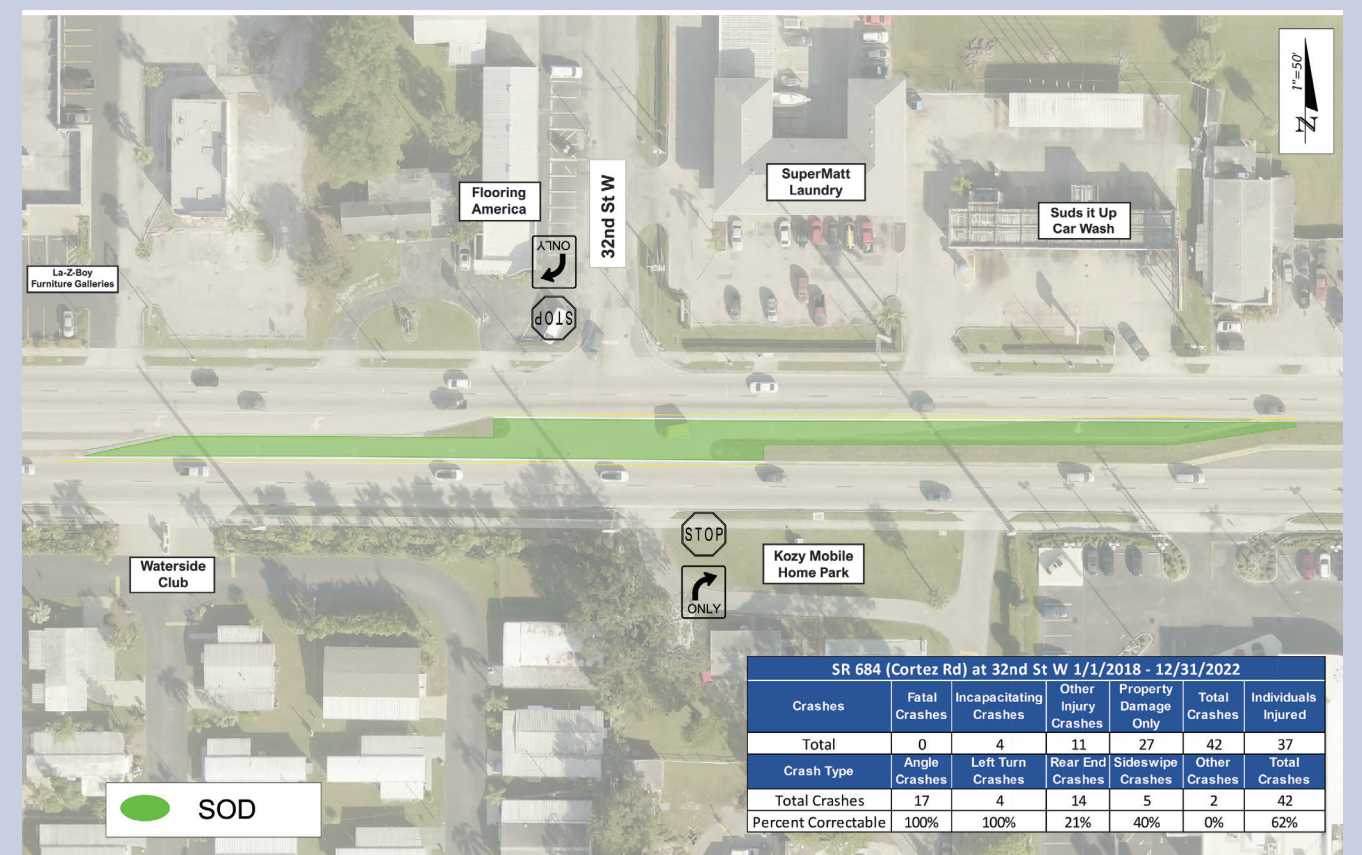 1"=50'
N
Flooring
America
32nd St W
SuperMatt
Laundry
Suds it Up
Car Wash
La-Z-Boy
Furniture Galleries
ONLY
STOP
STOP
ONLY
Waterside
Club
Kozy Mobile
Home Park
SOD
SR 684 (Cortez Rd) at 32nd St W 1/1/2018 - 12/31/2022
Crashes Fatal Crashes Incapacitating Crashes Other Injury Crashes Property Damage Only Total Crashes Individuals Injured
Total 0 4 11 27 42 37
Crash Type Angle Crashes Left Turn Crashes Rear End Crashes Sideswipe Crashes Other Crashes Total Crashes
Total Crashes 17 4 14 5 2 42
Percent Correctable 100% 100% 21% 40% 0% 62%